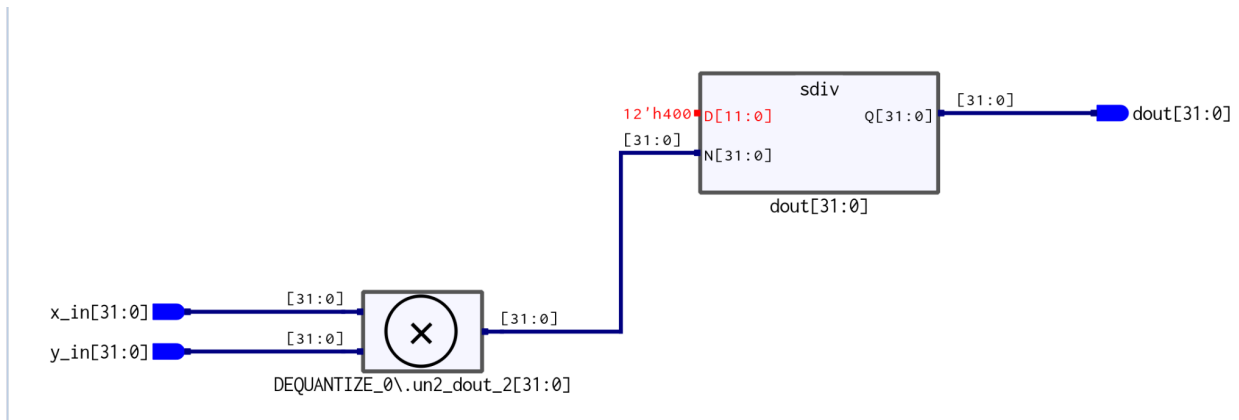 sdiv
[31:0]
12'h400
D[11:0]
Q[31:0]
dout[31:0]
[31:0]
N[31:0]
dout[31:0]
[31:0]
x_in[31:0]
[31:0]
×
[31:0]
y_in[31:0]
DEQUANTIZE_0\.un2_dout_2[31:0]